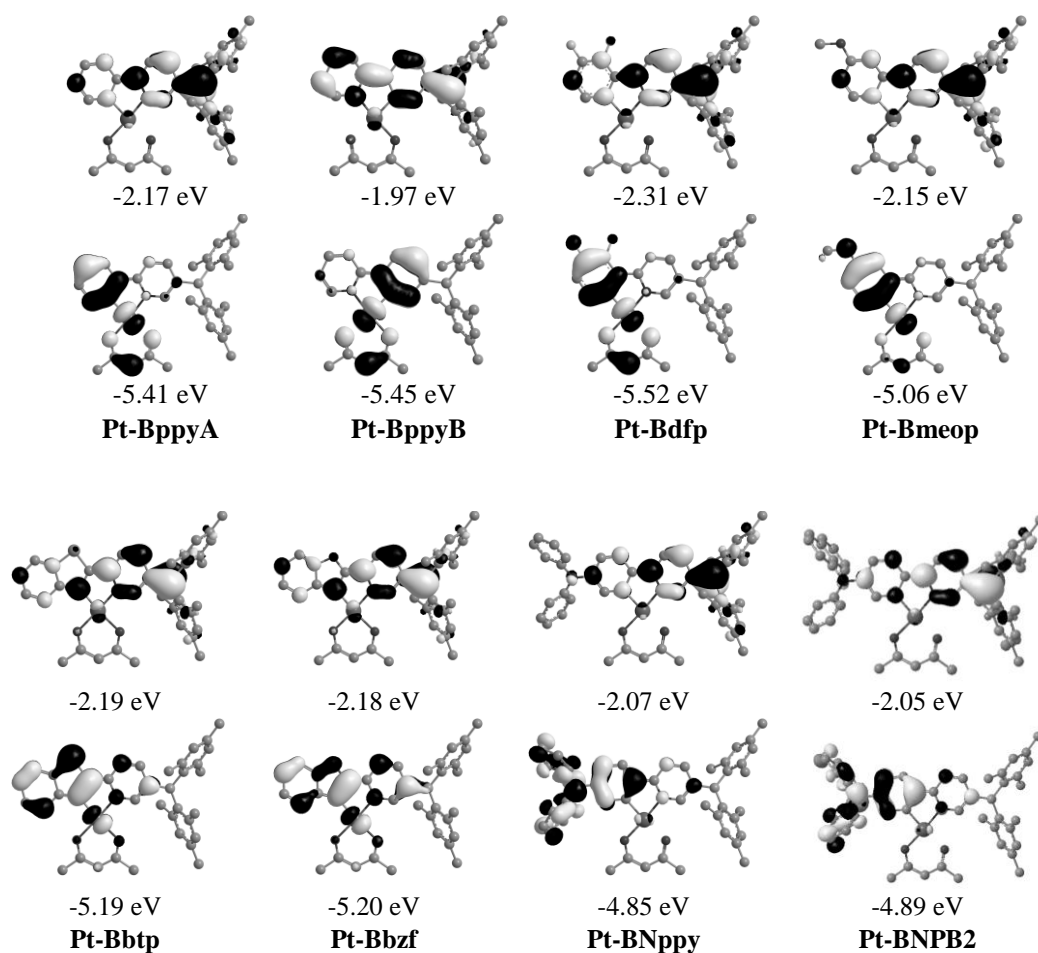 -2.17 eV -1.97 eV -2.31 eV -2.15 eV
-5.41 eV -5.45 eV -5.52 eV -5.06 eV
Pt-BppyA Pt-BppyB Pt-Bdfp Pt-Bmeop
-2.19 eV -2.18 eV -2.07 eV -2.05 eV
-5.19 eV -5.20 eV -4.85 eV -4.89 eV
Pt-Bbtp Pt-Bbzf Pt-BNppy Pt-BNPB2